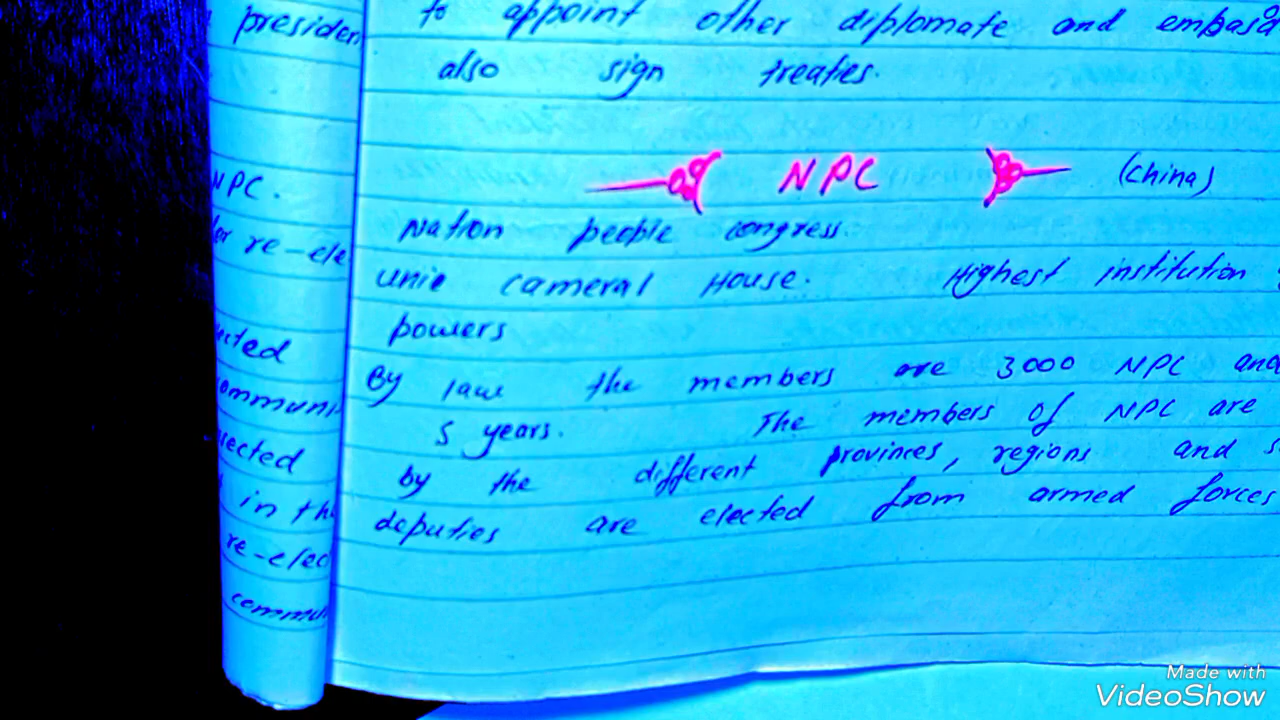 presiden
NPC.
for re-ele
ected
ommuni
elected
in th
re-elec
commu
to appoint other diplomate and embasa
also sign treaties.
NPC (China)
Nation people congress.
unie cameral House. Highest institution
powers
By law the members are 3000 NPC and
5 years. The members of NPC are
by the different provinces, regions and s
deputies are elected from armed forces
Made with
VideoShow